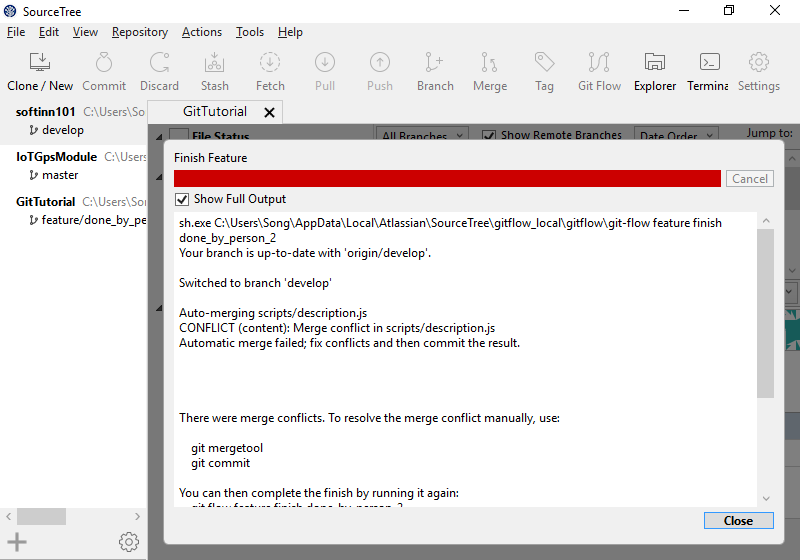 SourceTree
File Edit View Repository Actions Tools Help
Clone / New Commit Discard Stash Fetch Pull Push Branch Merge Tag Git Flow Explorer Termina Settings
softinn101 C:\Users\So
develop
IoTGpsModule C:\Users
master
GitTutorial C:\Users\So
feature/done_by_pe
GitTutorial
File Status All Branches Show Remote Branches Date Order Jump to:
Finish Feature
Cancel
Show Full Output
sh.exe C:\Users\Song\AppData\Local\Atlassian\SourceTree\gitflow_local\gitflow\git-flow feature finish
done_by_person_2
Your branch is up-to-date with 'origin/develop'.
Switched to branch 'develop'
Auto-merging scripts/description.js
CONFLICT (content): Merge conflict in scripts/description.js
Automatic merge failed; fix conflicts and then commit the result.
There were merge conflicts. To resolve the merge conflict manually, use:
git mergetool
git commit
You can then complete the finish by running it again:
git flow feature finish done_by_person_2
Close